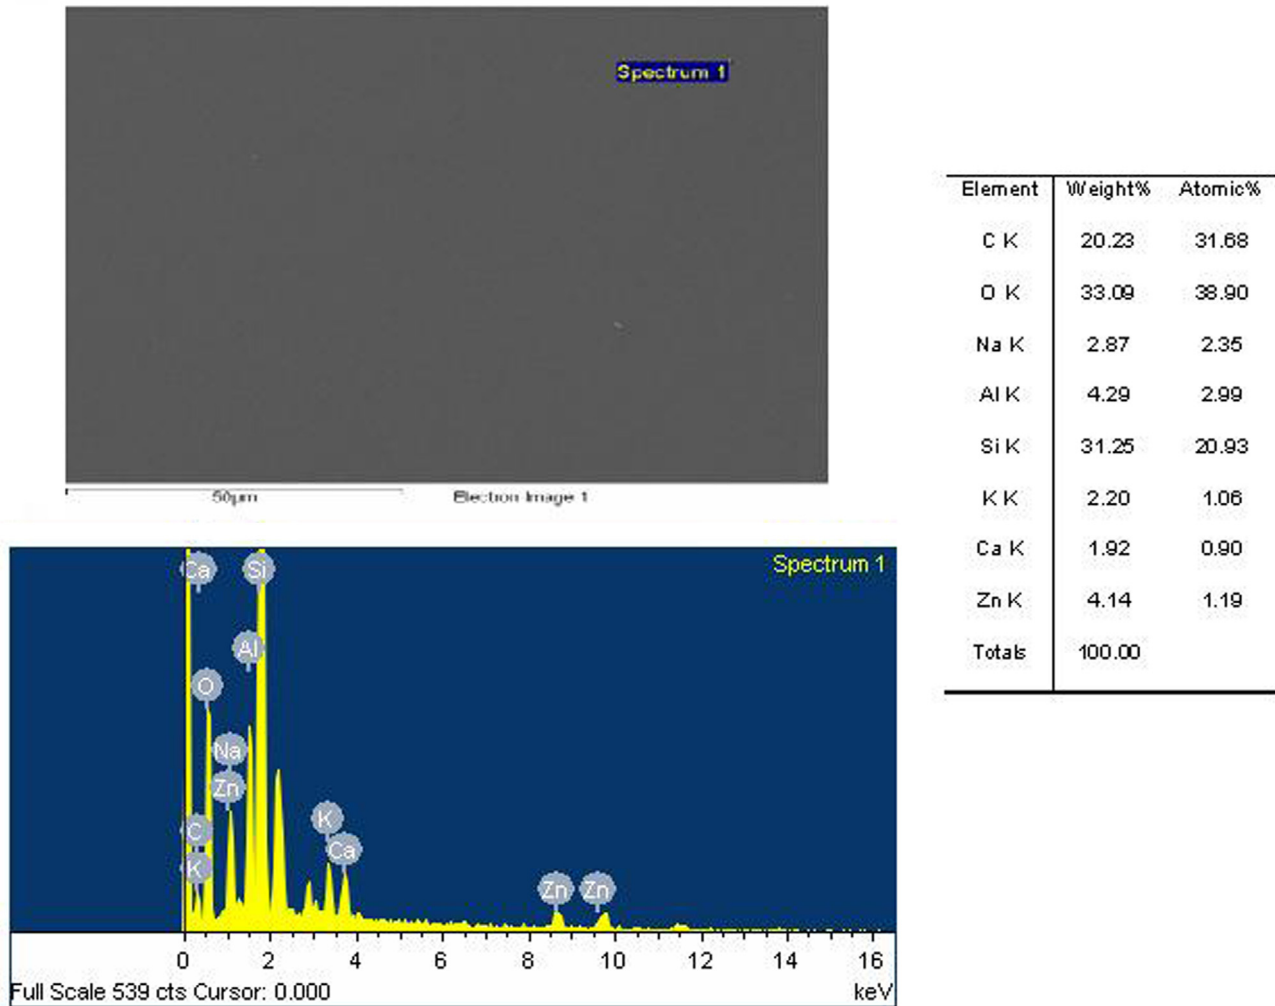 Spectrum 1
50µm Electron Image 1
Element Weight% Atomic%
C K 20.23 31.68
O K 33.09 38.90
Na K 2.87 2.35
Al K 4.29 2.99
Si K 31.25 20.93
K K 2.20 1.06
Ca K 1.92 0.90
Zn K 4.14 1.19
Totals 100.00
Spectrum 1
Ca Si
Al
O
Na
Zn
C
K
K
Ca
Zn Zn
0 2 4 6 8 10 12 14 16
Full Scale 539 cts Cursor: 0.000 keV